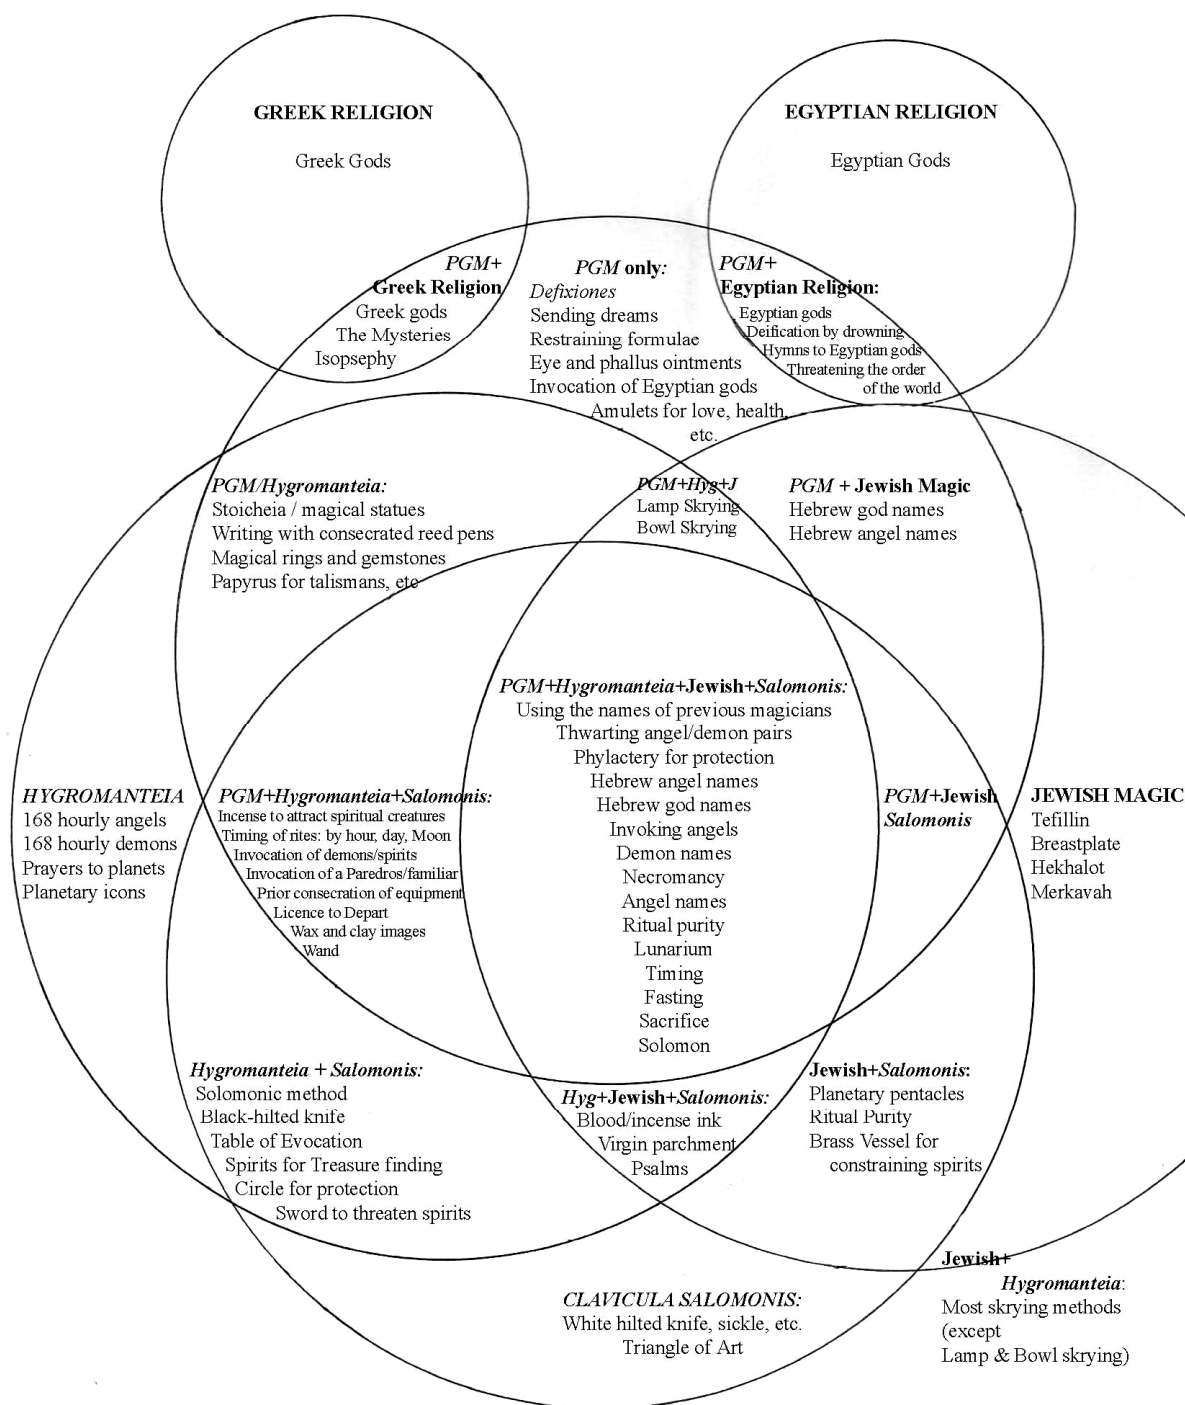 GREEK RELIGION
Greek Gods
EGYPTIAN RELIGION
Egyptian Gods
PGM+
Greek Religion
Greek gods
The Mysteries
Isopsephy
PGM only:
Defixiones
Sending dreams
Restraining formulae
Eye and phallus ointments
Invocation of Egyptian gods
Amulets for love, health,
etc.
PGM+
Egyptian Religion:
Egyptian gods
Deification by drowning
Hymns to Egyptian gods
Threatening the order
of the world
PGM/Hygromanteia:
Stoicheia / magical statues
Writing with consecrated reed pens
Magical rings and gemstones
Papyrus for talismans, etc
PGM+Hyg+J
Lamp Skrying
Bowl Skrying
PGM + Jewish Magic
Hebrew god names
Hebrew angel names
PGM+Hygromanteia+Jewish+Salomonis:
Using the names of previous magicians
Thwarting angel/demon pairs
Phylactery for protection
Hebrew angel names
Hebrew god names
Invoking angels
Demon names
Necromancy
Angel names
Ritual purity
Lunarium
Timing
Fasting
Sacrifice
Solomon
HYGROMANTEIA
168 hourly angels
168 hourly demons
Prayers to planets
Planetary icons
PGM+Hygromanteia+Salomonis:
Incense to attract spiritual creatures
Timing of rites: by hour, day, Moon
Invocation of demons/spirits
Invocation of a Paredros/familiar
Prior consecration of equipment
Licence to Depart
Wax and clay images
Wand
PGM+Jewish
Salomonis
JEWISH MAGIC
Tefillin
Breastplate
Hekhalot
Merkavah
Hygromanteia + Salomonis:
Solomonic method
Black-hilted knife
Table of Evocation
Spirits for Treasure finding
Circle for protection
Sword to threaten spirits
Hyg+Jewish+Salomonis:
Blood/incense ink
Virgin parchment
Psalms
Jewish+Salomonis:
Planetary pentacles
Ritual Purity
Brass Vessel for
constraining spirits
CLAVICULA SALOMONIS:
White hilted knife, sickle, etc.
Triangle of Art
Jewish+
Hygromanteia:
Most skrying methods
(except
Lamp & Bowl skrying)